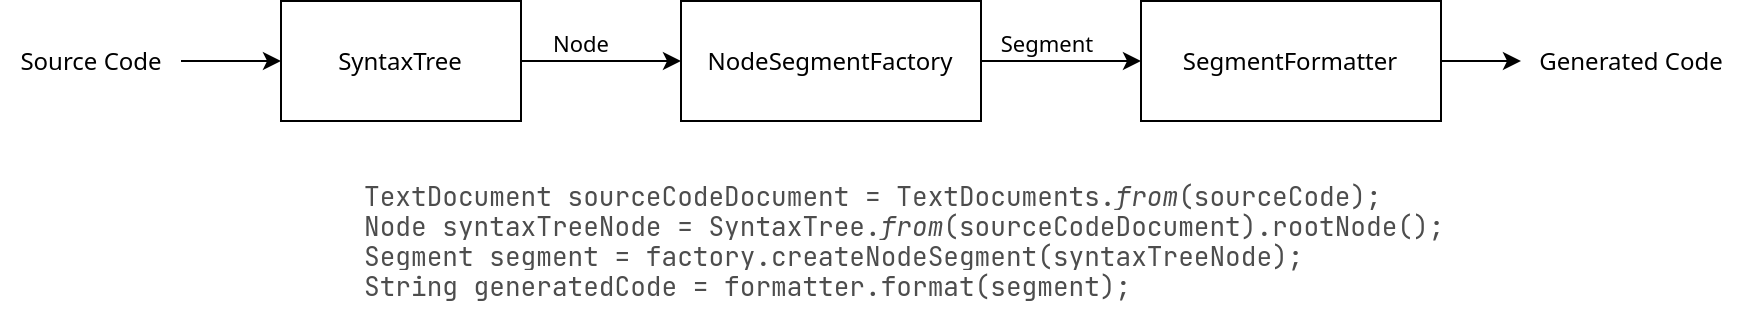 Source Code
SyntaxTree
Node
NodeSegmentFactory
Segment
SegmentFormatter
Generated Code
TextDocument sourceCodeDocument = TextDocuments.from(sourceCode);
Node syntaxTreeNode = SyntaxTree.from(sourceCodeDocument).rootNode();
Segment segment = factory.createNodeSegment(syntaxTreeNode);
String generatedCode = formatter.format(segment);